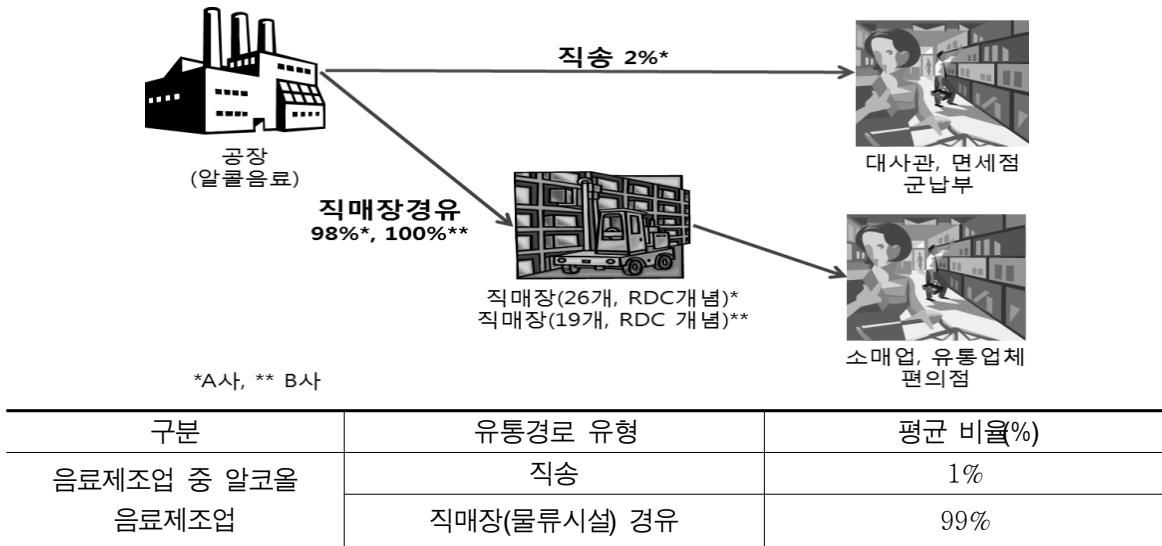 직송 2%*
공장
(알콜음료)
대사관, 면세점
군납부
직매장경유
98%*, 100%**
직매장(26개, RDC개념)*
직매장(19개, RDC 개념)**
소매업, 유통업체
편의점
*A사, ** B사
구분 유통경로 유형 평균 비율(%)
음료제조업 중 알코올
음료제조업
직송 1%
직매장(물류시설) 경유 99%